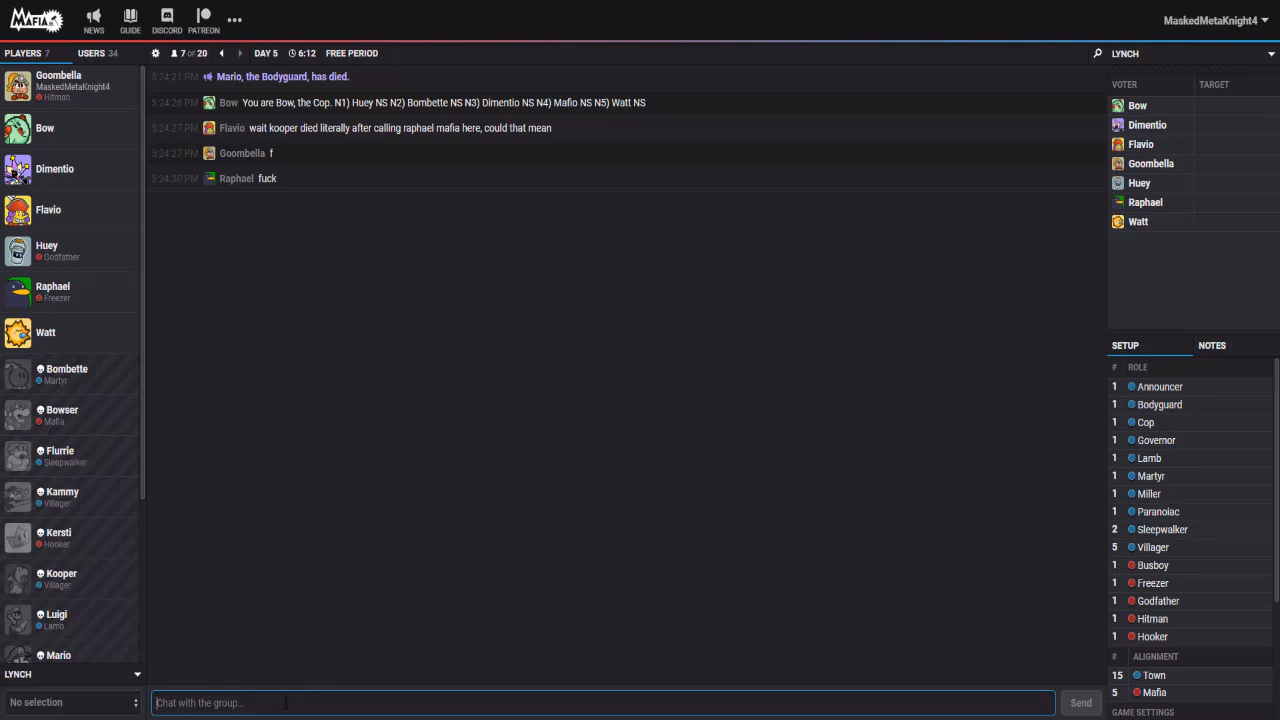 MAFIA
NEWS
GUIDE
DISCORD
PATREON
MaskedMetaKnight4
PLAYERS 7
USERS 34
7 OF 20
DAY 5
6:12
FREE PERIOD
LYNCH
Goombella
MaskedMetaKnight4
Hitman
Bow
Dimentio
Flavio
Huey
Godfather
Raphael
Freezer
Watt
Bombette
Martyr
Bowser
Mafia
Flurrie
Sleepwalker
Kammy
Villager
Kersti
Hooker
Kooper
Villager
Luigi
Lamb
Mario
LYNCH
No selection
5:24:21 PM Mario, the Bodyguard, has died.
5:24:26 PM Bow You are Bow, the Cop. N1) Huey NS N2) Bombette NS N3) Dimentio NS N4) Mafio NS N5) Watt NS
5:24:27 PM Flavio wait kooper died literally after calling raphael mafia here, could that mean
5:24:27 PM Goombella f
5:24:30 PM Raphael fuck
Chat with the group...
Send
VOTER TARGET
Bow
Dimentio
Flavio
Goombella
Huey
Raphael
Watt
SETUP NOTES
# ROLE
1 Announcer
1 Bodyguard
1 Cop
1 Governor
1 Lamb
1 Martyr
1 Miller
1 Paranoiac
2 Sleepwalker
5 Villager
1 Busboy
1 Freezer
1 Godfather
1 Hitman
1 Hooker
# ALIGNMENT
15 Town
5 Mafia
GAME SETTINGS